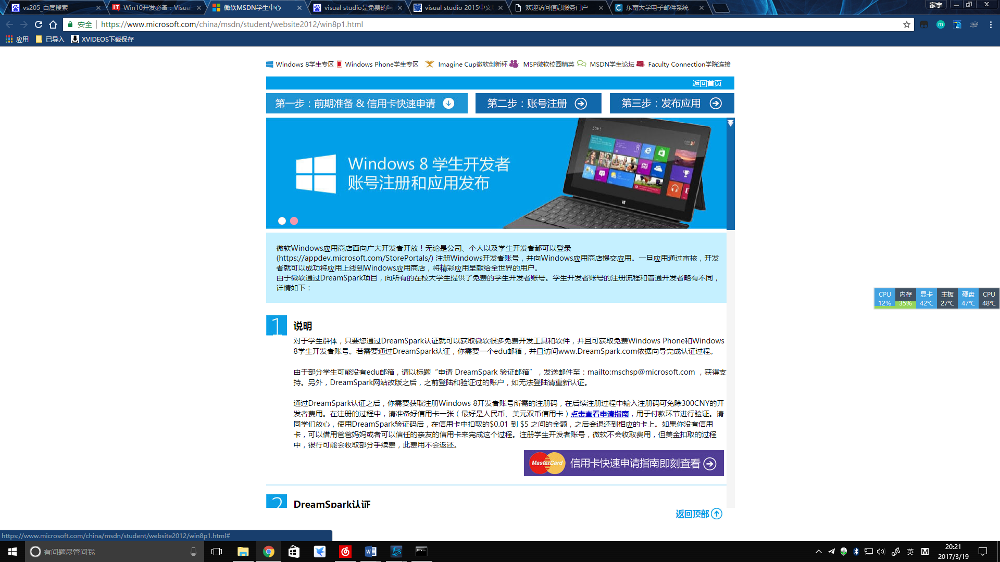 vs205_百度搜索
Win10开发必备：Visual
微软MSDN学生中心
visual studio是免费的吗
visual studio 2015中文
欢迎访问信息服务门户
东南大学电子邮件系统
家宇
安全
https://www.microsoft.com/china/msdn/student/website2012/win8p1.html
应用
已导入
XVIDEOS下载保存
Windows 8学生专区
Windows Phone学生专区
Imagine Cup微软创新杯
MSP微软校园精英
MSDN学生论坛
Faculty Connection学院连接
返回首页
第一步：前期准备 & 信用卡快速申请
第二步：账号注册
第三步：发布应用
Windows 8 学生开发者
账号注册和应用发布
Start
微软Windows应用商店面向广大开发者开放！无论是公司、个人以及学生开发者都可以登录
(https://appdev.microsoft.com/StorePortals/) 注册Windows开发者账号，并向Windows应用商店提交应用。一旦应用通过审核，开发
者就可以成功将应用上线到Windows应用商店，将精彩应用呈献给全世界的用户。
由于微软通过DreamSpark项目，向所有的在校大学生提供了免费的学生开发者账号。学生开发者账号的注册流程和普通开发者略有不同，
详情如下：
CPU 内存 显卡 主板 硬盘 CPU
12% 35% 42℃ 27℃ 47℃ 48℃
1 说明
对于学生群体，只要您通过DreamSpark认证就可以获取微软很多免费开发工具和软件，并且可获取免费Windows Phone和Windows
8学生开发者账号。若需要通过DreamSpark认证，你需要一个edu邮箱，并且访问www.DreamSpark.com依据向导完成认证过程。
由于部分学生可能没有edu邮箱，请以标题“申请 DreamSpark 验证邮箱”，发送邮件至：mailto:mschsp@microsoft.com ，获得支
持。另外，DreamSpark网站改版之后，之前登陆和验证过的账户，如无法登陆请重新认证。
通过DreamSpark认证之后，你需要获取注册Windows 8开发者账号所需的注册码，在后续注册过程中输入注册码可免除300CNY的开
发者费用。在注册的过程中，请准备好信用卡一张（最好是人民币、美元双币信用卡）点击查看申请指南，用于付款环节进行验证。请
同学们放心，使用DreamSpark验证码后，在信用卡中扣取的$0.01 到 $5 之间的金额，之后会退还到相应的卡上。如果你没有信用
卡，可以借用爸爸妈妈或者可以信任的亲友的信用卡来完成这个过程。注册学生开发者账号，微软不会收取费用，但美金扣取的过程
中，银行可能会收取部分手续费，此费用不会返还。
MasterCard 信用卡快速申请指南即刻查看
2 DreamSpark认证
返回顶部
https://www.microsoft.com/china/msdn/student/website2012/win8p1.html#
有问题尽管问我
英
M
20:21
2017/3/19